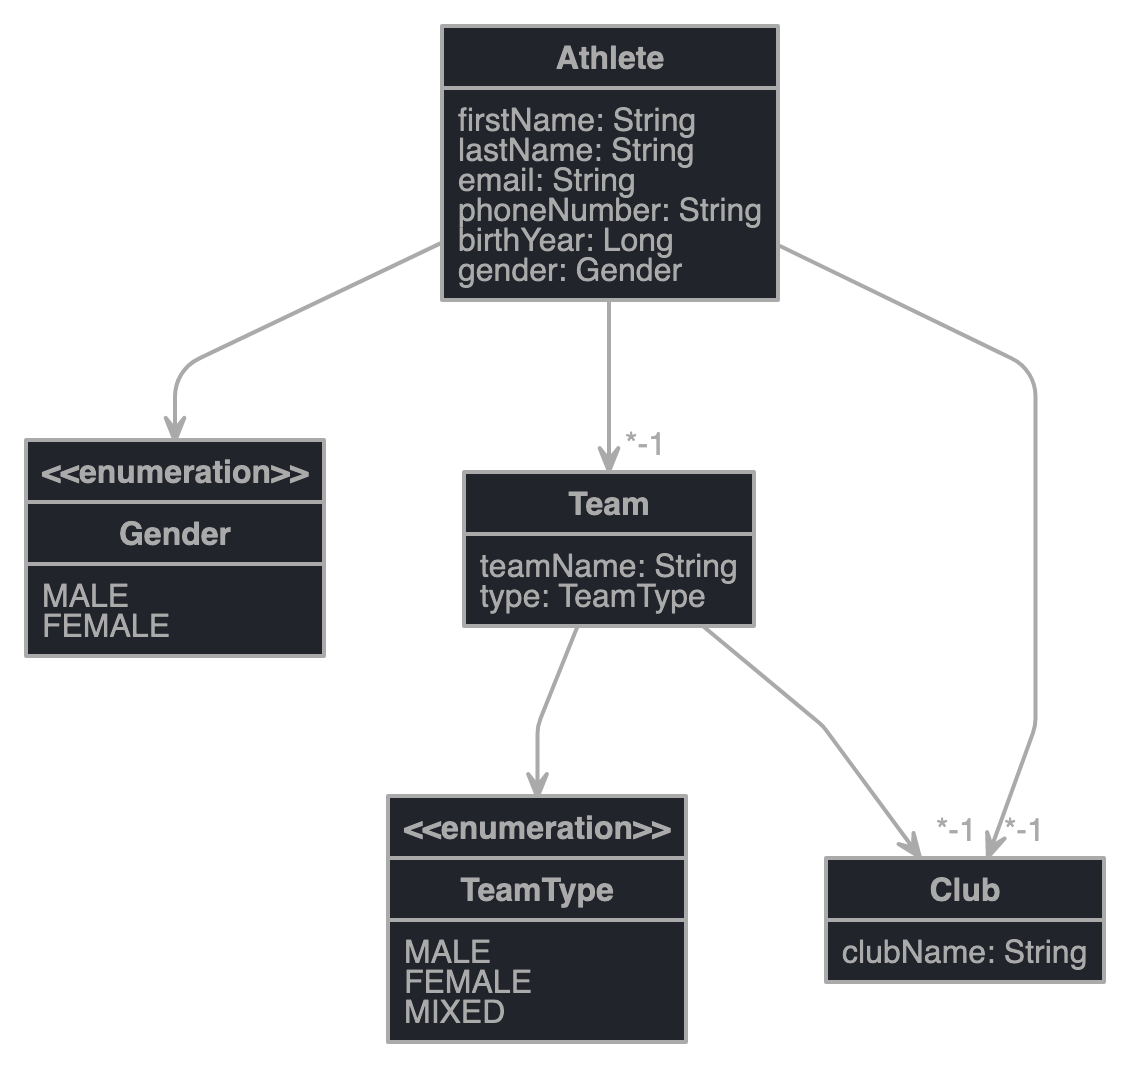 Athlete
firstName: String
lastName: String
email: String
phoneNumber: String
birthYear: Long
gender: Gender
*-1
<<enumeration>>
Gender
MALE
FEMALE
Team
teamName: String
type: TeamType
<<enumeration>>
TeamType
MALE
FEMALE
MIXED
*-1
*-1
Club
clubName: String